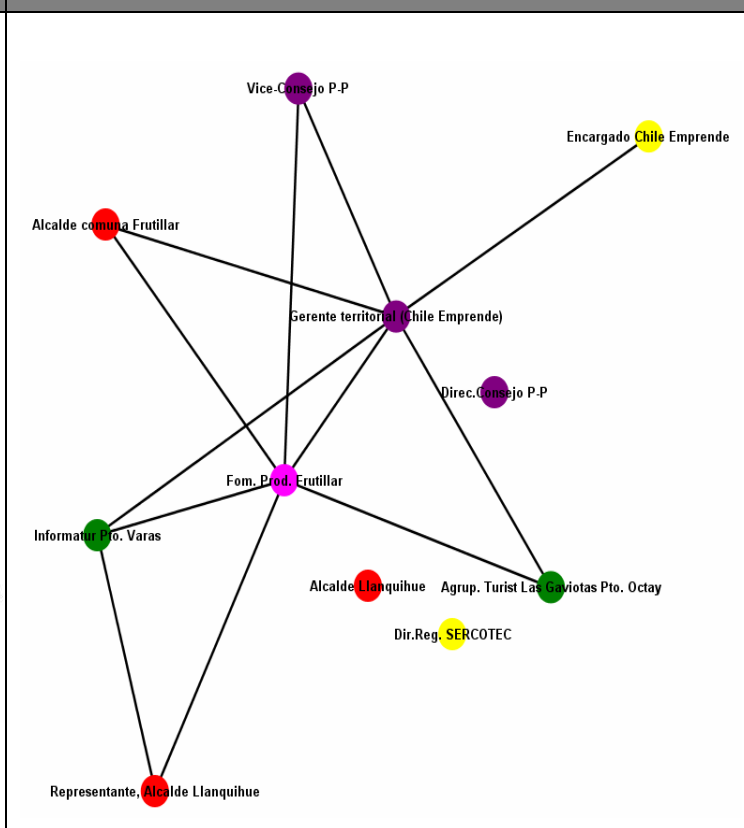 Vice-Consejo P-P
Encargado Chile Emprende
Alcalde comuna Frutillar
Gerente territorial (Chile Emprende)
Direc.Consejo P-P
Fom. Prod. Frutillar
Informatur Pto. Varas
Alcalde Llanquihue
Agrup. Turist Las Gaviotas Pto. Octay
Dir.Reg. SERCOTEC
Representante, Alcalde Llanquihue